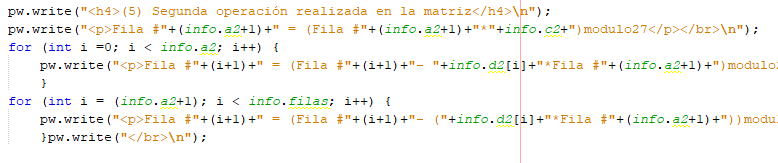 pw.write("<h4>(5) Segunda operación realizada en la matriz</h4>\n");
pw.write("<p>Fila #"+(info.a2+1)+" = (Fila #"+(info.a2+1)+"*"+info.c2+")modulo27</p></br>\n");
for (int i =0; i < info.a2; i++) {
pw.write("<p>Fila #"+(i+1)+" = (Fila #"+(i+1)+"- "+info.d2[i]+"*Fila #"+(info.a2+1)+")modulo2
}
for (int i = (info.a2+1); i < info.filas; i++) {
pw.write("<p>Fila #"+(i+1)+" = (Fila #"+(i+1)+"- ("+info.d2[i]+"*Fila #"+(info.a2+1)+"))modu
}pw.write("</br>\n");